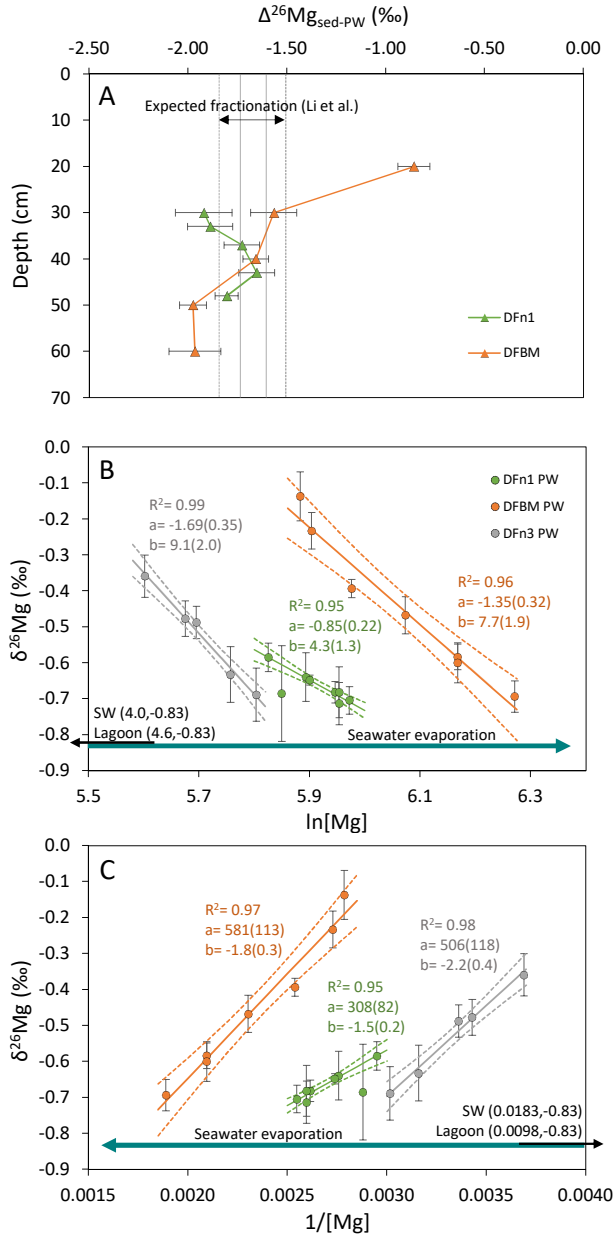 Δ²⁶Mg_sed-PW (‰)
-2.50 -2.00 -1.50 -1.00 -0.50 0.00
0
10
20
30
40
50
60
70
Depth (cm)
A
Expected fractionation (Li et al.)
DFn1
DFBM
0.0
-0.1
-0.2
-0.3
-0.4
-0.5
-0.6
-0.7
-0.8
-0.9
δ²⁶Mg (‰)
B
DFn1 PW
DFBM PW
DFn3 PW
R²= 0.99
a= -1.69(0.35)
b= 9.1(2.0)
R²= 0.95
a= -0.85(0.22)
b= 4.3(1.3)
R²= 0.96
a= -1.35(0.32)
b= 7.7(1.9)
SW (4.0,-0.83)
Lagoon (4.6,-0.83)
Seawater evaporation
5.5 5.7 5.9 6.1 6.3
ln[Mg]
0.0
-0.1
-0.2
-0.3
-0.4
-0.5
-0.6
-0.7
-0.8
-0.9
δ²⁶Mg (‰)
C
R²= 0.97
a= 581(113)
b= -1.8(0.3)
R²= 0.95
a= 308(82)
b= -1.5(0.2)
R²= 0.98
a= 506(118)
b= -2.2(0.4)
SW (0.0183,-0.83)
Lagoon (0.0098,-0.83)
Seawater evaporation
0.0015 0.0020 0.0025 0.0030 0.0035 0.0040
1/[Mg]